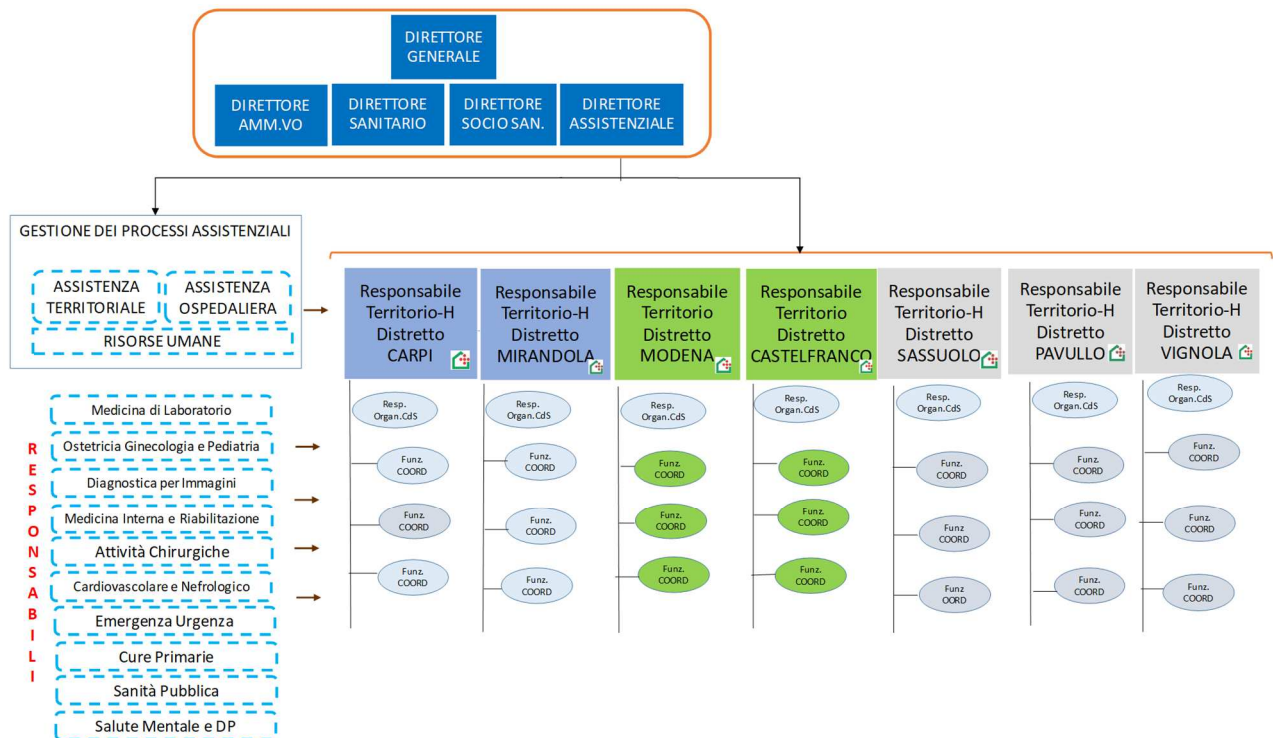 DIRETTORE
GENERALE
DIRETTORE
AMM.VO
DIRETTORE
SANITARIO
DIRETTORE
SOCIO SAN.
DIRETTORE
ASSISTENZIALE
GESTIONE DEI PROCESSI ASSISTENZIALI
ASSISTENZA
TERRITORIALE
ASSISTENZA
OSPEDALIERA
RISORSE UMANE
Responsabile
Territorio-H
Distretto
CARPI
Responsabile
Territorio-H
Distretto
MIRANDOLA
Responsabile
Territorio
Distretto
MODENA
Responsabile
Territorio
Distretto
CASTELFRANCO
Responsabile
Territorio-H
Distretto
SASSUOLO
Responsabile
Territorio-H
Distretto
PAVULLO
Responsabile
Territorio-H
Distretto
VIGNOLA
RESPONSABILI
Medicina di Laboratorio
Ostetricia Ginecologia e Pediatria
Diagnostica per Immagini
Medicina Interna e Riabilitazione
Attività Chirurgiche
Cardiovascolare e Nefrologico
Emergenza Urgenza
Cure Primarie
Sanità Pubblica
Salute Mentale e DP
Resp.
Organ.CdS
Funz.
COORD
Funz.
COORD
Funz.
COORD
Resp.
Organ.CdS
Funz.
COORD
Funz.
COORD
Funz.
COORD
Resp.
Organ.CdS
Funz.
COORD
Funz.
COORD
Funz.
COORD
Resp.
Organ.CdS
Funz.
COORD
Funz.
COORD
Funz.
COORD
Resp.
Organ.CdS
Funz.
COORD
Funz
COORD
Funz
OORD
Resp.
Organ.CdS
Funz.
COORD
Funz.
COORD
Funz.
COORD
Resp.
Organ.CdS
Funz.
COORD
Funz.
COORD
Funz.
COORD